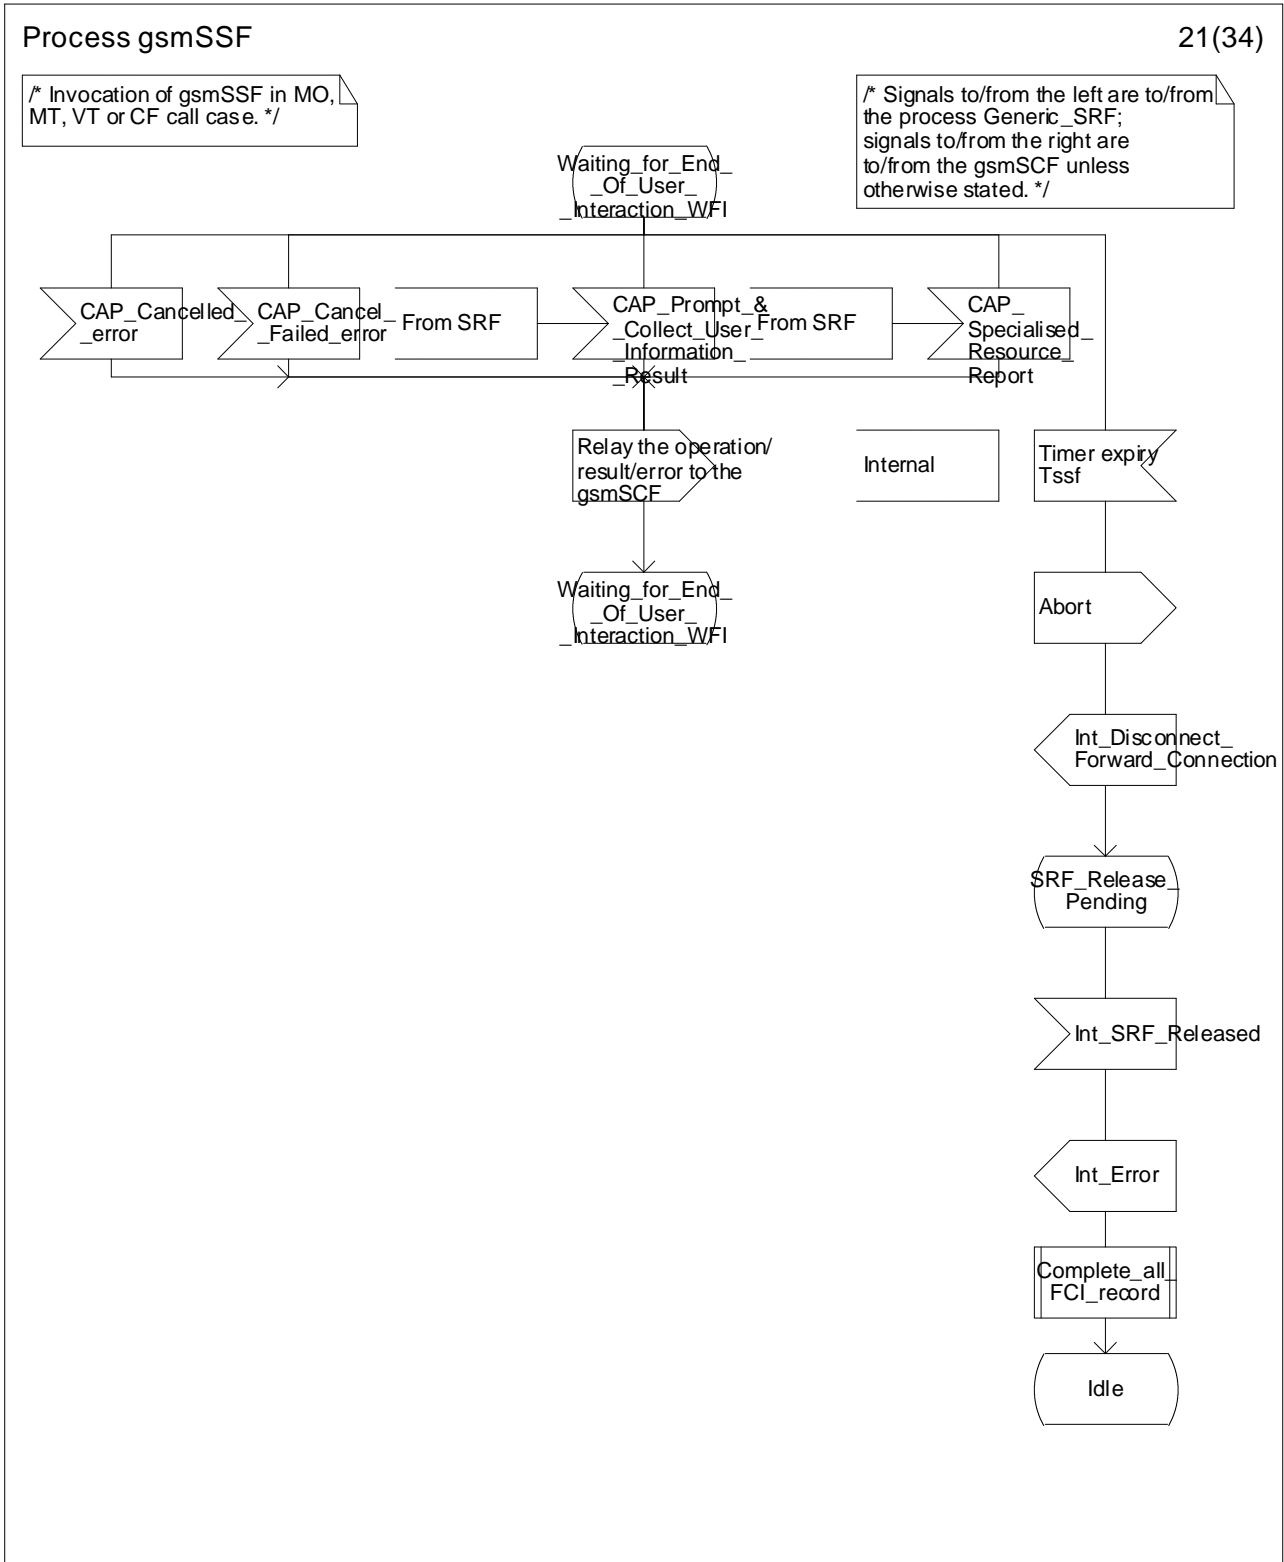 Process gsmSSF
21(34)
/* Invocation of gsmSSF in MO,
MT, VT or CF call case. */
/* Signals to/from the left are to/from
the process Generic_SRF;
signals to/from the right are
to/from the gsmSCF unless
otherwise stated. */
Waiting_for_End_
_Of_User_
_Interaction_WFI
CAP_Cancelled_
_error
CAP_Cancel_
_Failed_error
From SRF
CAP_Prompt_&
_Collect_User_
_Information_
_Result
From SRF
CAP_
Specialised_
Resource_
Report
Relay the operation/
result/error to the
gsmSCF
Internal
Timer expiry
Tssf
Waiting_for_End_
_Of_User_
_Interaction_WFI
Abort
Int_Disconnect_
Forward_Connection
SRF_Release_
Pending
Int_SRF_Released
Int_Error
Complete_all_
FCI_record
Idle